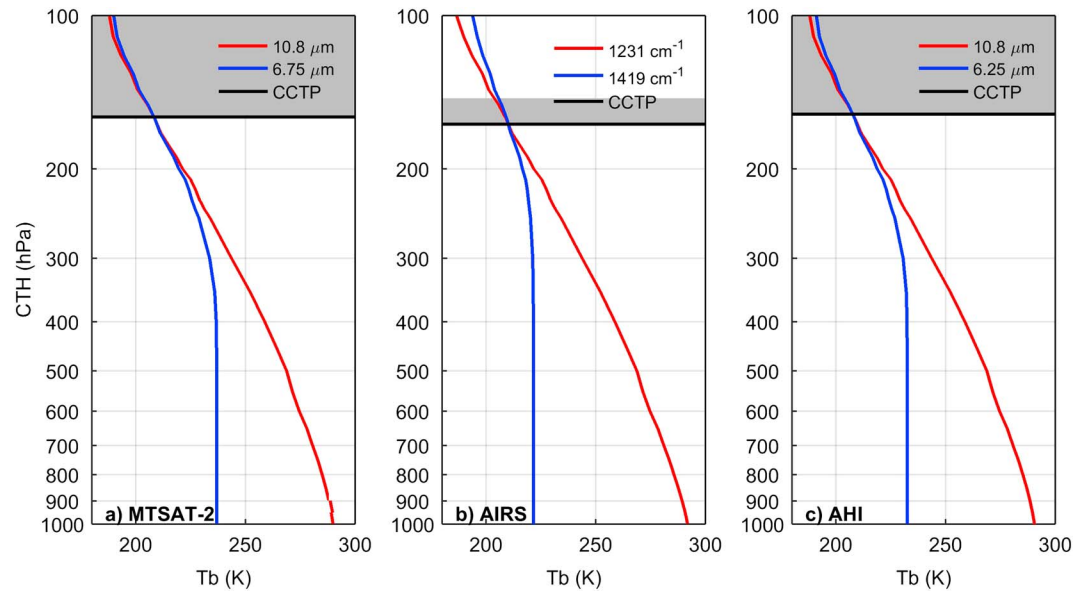 100
200
300
400
500
600
700
800
900
1000
CTH (hPa)
10.8 μm
6.75 μm
CCTP
a) MTSAT-2
200
250
300
Tb (K)
100
200
300
400
500
600
700
800
900
1000
1231 cm⁻¹
1419 cm⁻¹
CCTP
b) AIRS
200
250
300
Tb (K)
100
200
300
400
500
600
700
800
900
1000
10.8 μm
6.25 μm
CCTP
c) AHI
200
250
300
Tb (K)